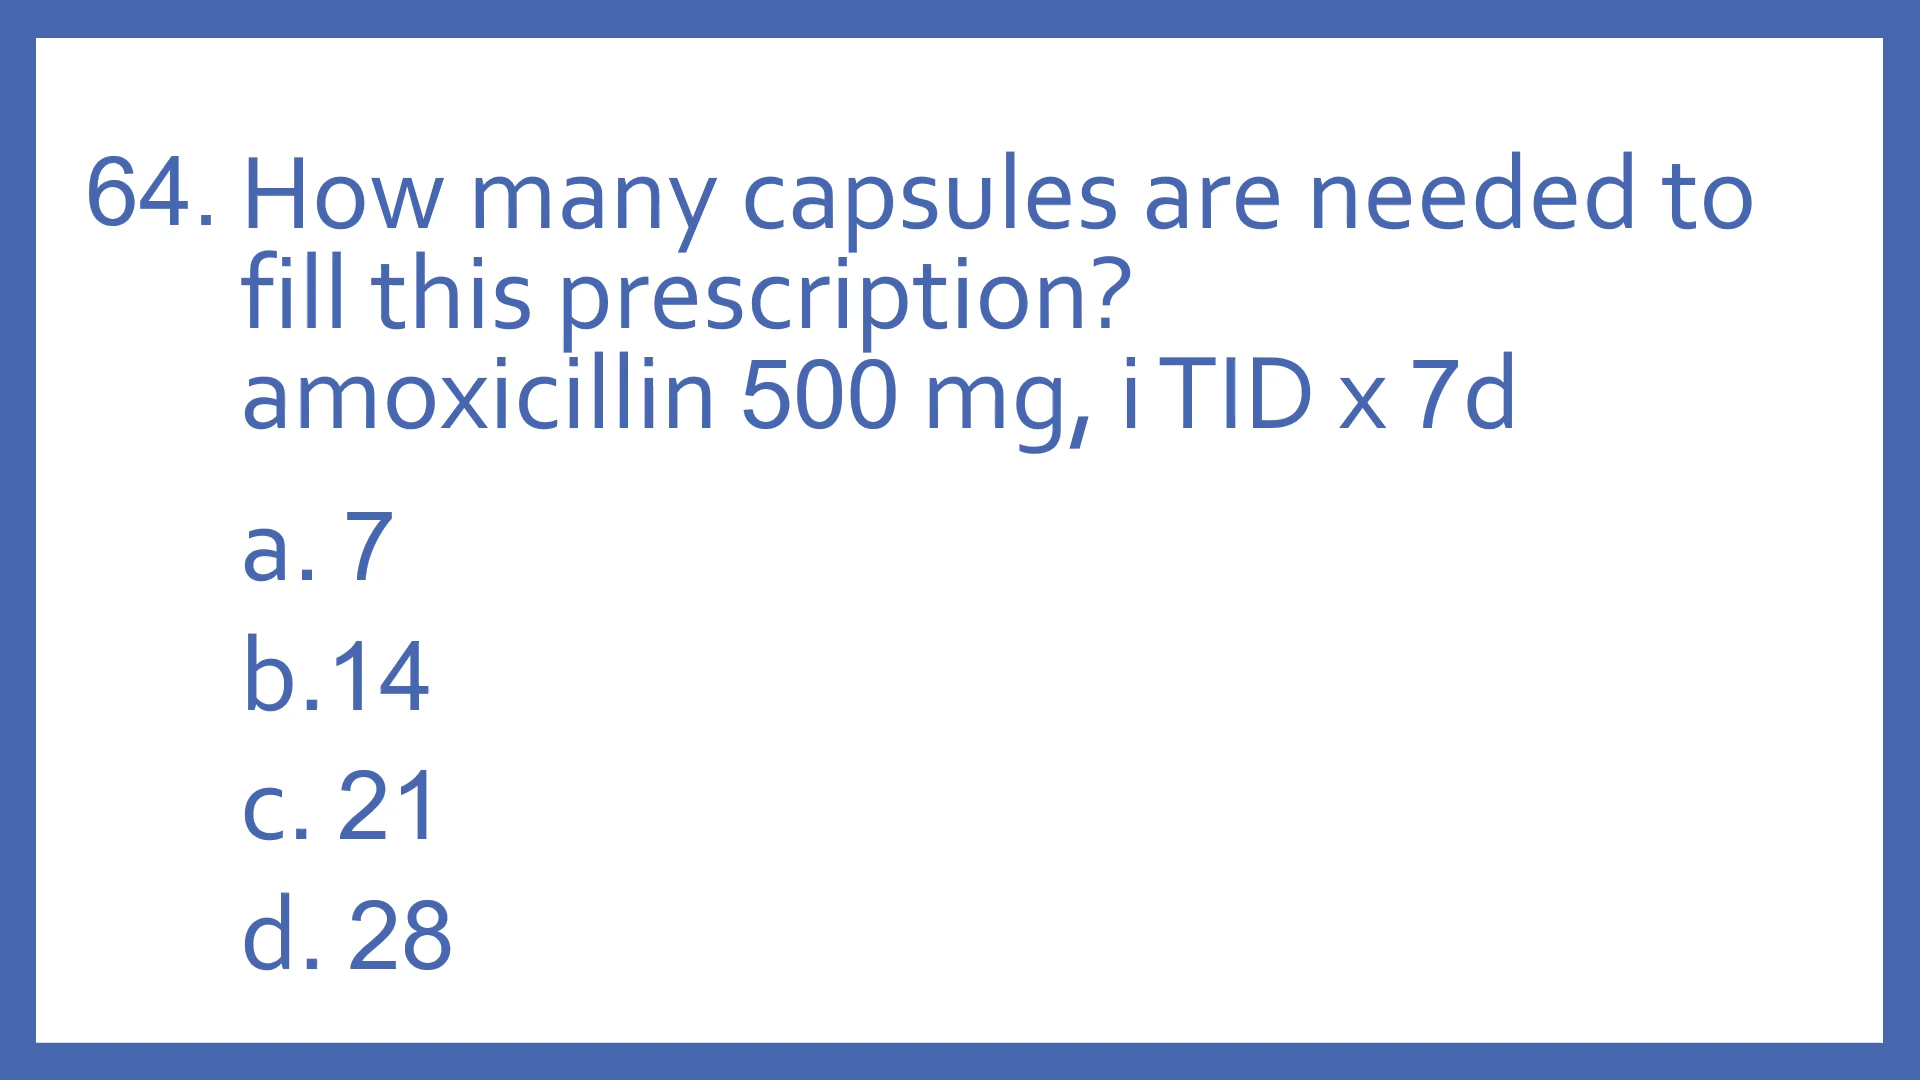 64. How many capsules are needed to
fill this prescription?
amoxicillin 500 mg, i TID x 7d
a. 7
b.14
c. 21
d. 28